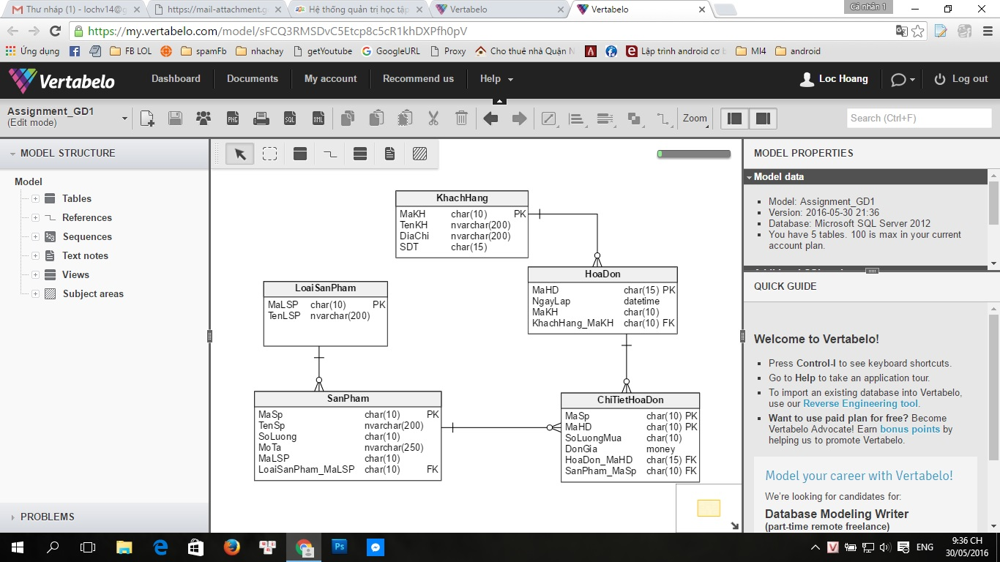 Thư nháp (1) - lochv14@g
https://mail-attachment.g
Hệ thống quản trị học tập
Vertabelo
Vertabelo
Cá nhân 1
https://my.vertabelo.com/model/sFCQ3RMSDvC5Etcp8c5cR1khDXPfh0pV
Ứng dụng
FB LOL
spamFb
nhachay
getYoutube
GoogleURL
Proxy
Cho thuê nhà Quận N
Lập trình android cơ b
MI4
android
Vertabelo
Dashboard
Documents
My account
Recommend us
Help
Loc Hoang
Log out
Assignment_GD1
(Edit mode)
PNG
SQL
XML
Zoom
Search (Ctrl+F)
MODEL STRUCTURE
Model
Tables
References
Sequences
Text notes
Views
Subject areas
PROBLEMS
KhachHang
MaKH char(10) PK
TenKH nvarchar(200)
DiaChi nvarchar(200)
SDT char(15)
HoaDon
MaHD char(15) PK
NgayLap datetime
MaKH char(10)
KhachHang_MaKH char(10) FK
LoaiSanPham
MaLSP char(10) PK
TenLSP nvarchar(200)
SanPham
MaSp char(10) PK
TenSp nvarchar(200)
SoLuong char(10)
MoTa nvarchar(250)
MaLSP char(10)
LoaiSanPham_MaLSP char(10) FK
ChiTietHoaDon
MaSp char(10) PK
MaHD char(10) PK
SoLuongMua char(10)
DonGia money
HoaDon_MaHD char(15) FK
SanPham_MaSp char(10) FK
MODEL PROPERTIES
Model data
Model: Assignment_GD1
Version: 2016-05-30 21:36
Database: Microsoft SQL Server 2012
You have 5 tables. 100 is max in your
current account plan.
QUICK GUIDE
Welcome to Vertabelo!
Press Control-I to see keyboard shortcuts.
Go to Help to take an application tour.
To import an existing database into Vertabelo,
use our Reverse Engineering tool.
Want to use paid plan for free? Become
Vertabelo Advocate! Earn bonus points by
helping us to promote Vertabelo.
Model your career with Vertabelo!
We're looking for candidates for:
Database Modeling Writer
(part-time remote freelance)
ENG
9:36 CH
30/05/2016